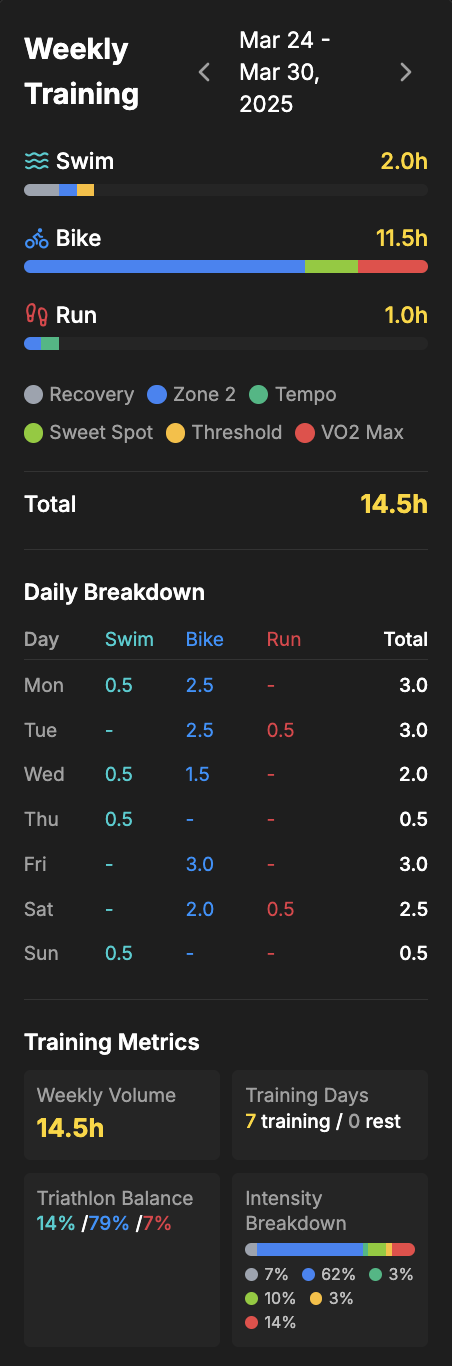 Weekly
Training
Mar 24 -
Mar 30,
2025
Swim 2.0h
Bike 11.5h
Run 1.0h
Recovery Zone 2 Tempo
Sweet Spot Threshold VO2 Max
Total 14.5h
Daily Breakdown
Day Swim Bike Run Total
Mon 0.5 2.5 - 3.0
Tue - 2.5 0.5 3.0
Wed 0.5 1.5 - 2.0
Thu 0.5 - - 0.5
Fri - 3.0 - 3.0
Sat - 2.0 0.5 2.5
Sun 0.5 - - 0.5
Training Metrics
Weekly Volume
14.5h
Training Days
7 training / 0 rest
Triathlon Balance
14% /79% /7%
Intensity
Breakdown
7% 62% 3%
10% 3%
14%